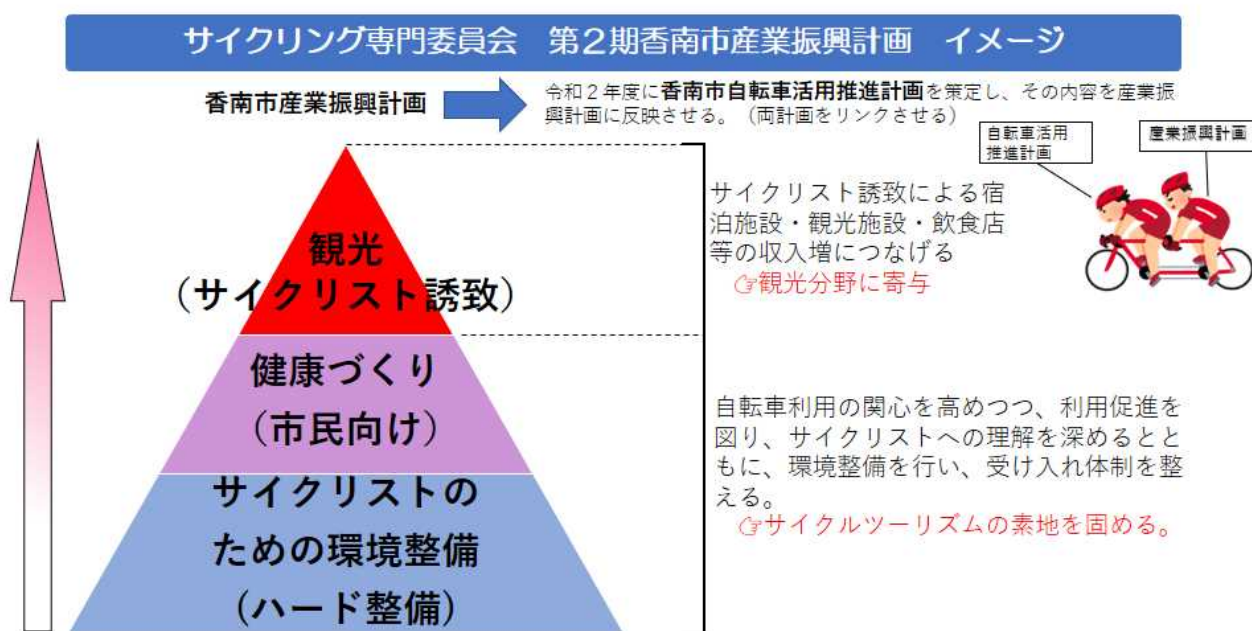 サイクリング専門委員会　第２期香南市産業振興計画　イメージ
香南市産業振興計画
令和２年度に香南市自転車活用推進計画を策定し、その内容を産業振
興計画に反映させる。（両計画をリンクさせる）
自転車活用
推進計画
産業振興計画
観光
（サイクリスト誘致）
サイクリスト誘致による宿
泊施設・観光施設・飲食店
等の収入増につなげる
☞観光分野に寄与
健康づくり
（市民向け）
サイクリストの
ための環境整備
（ハード整備）
自転車利用の関心を高めつつ、利用促進を
図り、サイクリストへの理解を深めるとと
もに、環境整備を行い、受け入れ体制を整
える。
☞サイクルツーリズムの素地を固める。